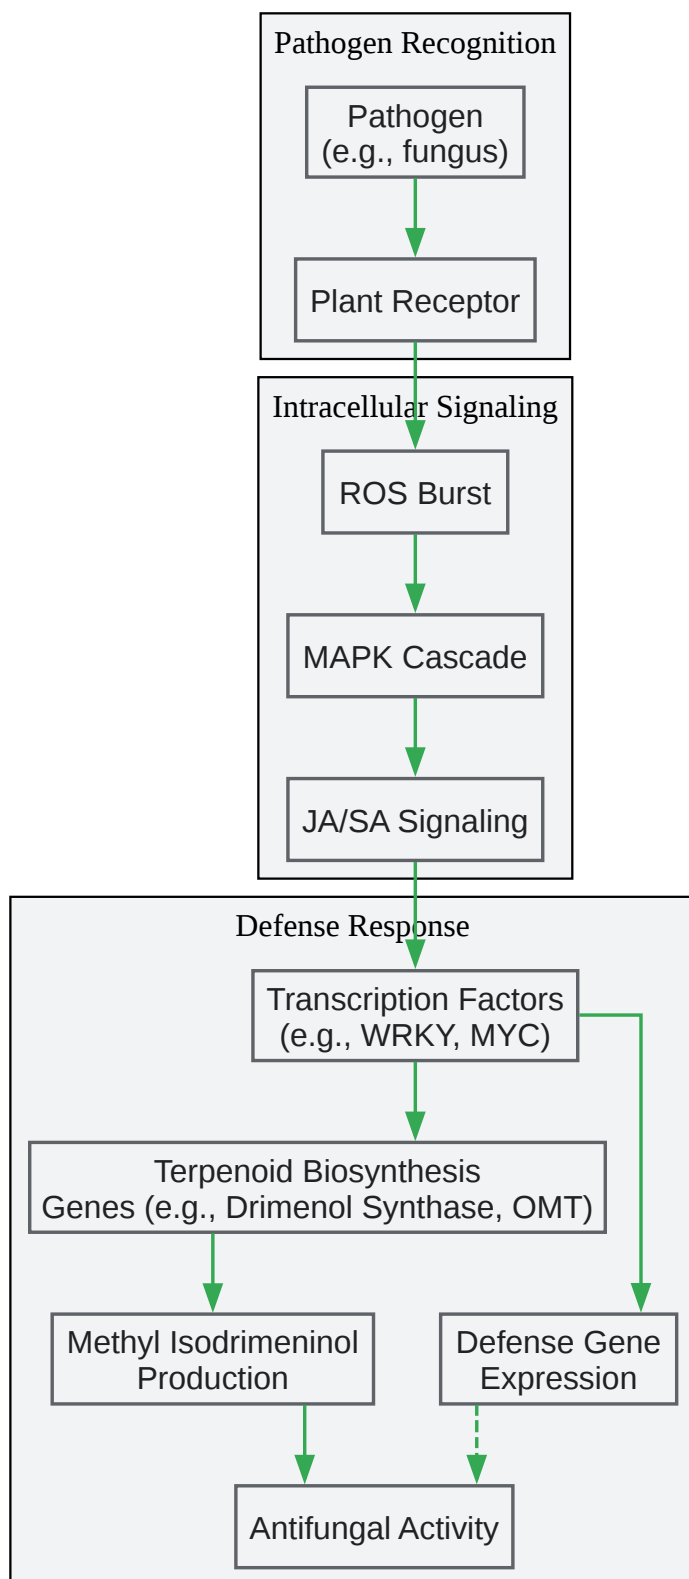 Pathogen Recognition
Pathogen
(e.g., fungus)
Plant Receptor
Intracellular Signaling
ROS Burst
MAPK Cascade
JA/SA Signaling
Defense Response
Transcription Factors
(e.g., WRKY, MYC)
Terpenoid Biosynthesis
Genes (e.g., Drimenol Synthase, OMT)
Methyl Isodrimeninol
Production
Defense Gene
Expression
Antifungal Activity